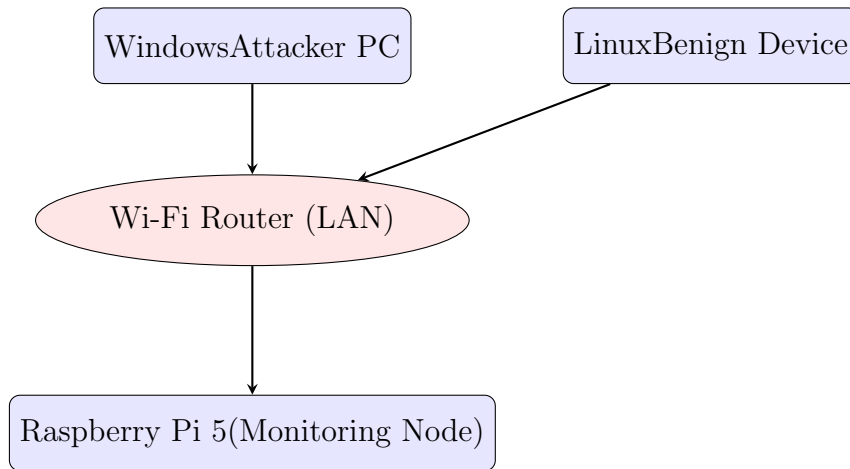 WindowsAttacker PC
LinuxBenign Device
Wi-Fi Router (LAN)
Raspberry Pi 5(Monitoring Node)